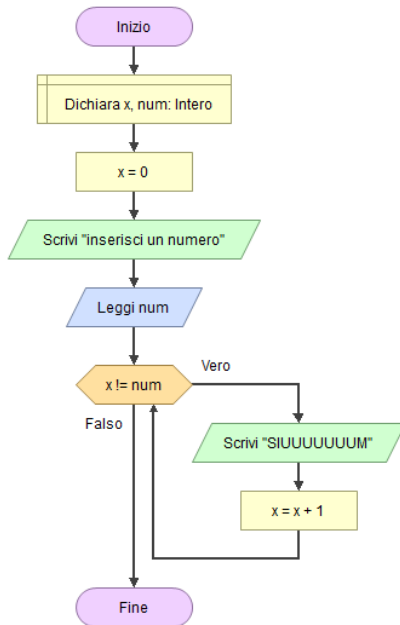 Inizio
Dichiara x, num: Intero
x = 0
Scrivi "inserisci un numero"
Leggi num
x != num
Vero
Falso
Scrivi "SIUUUUUUUM"
x = x + 1
Fine